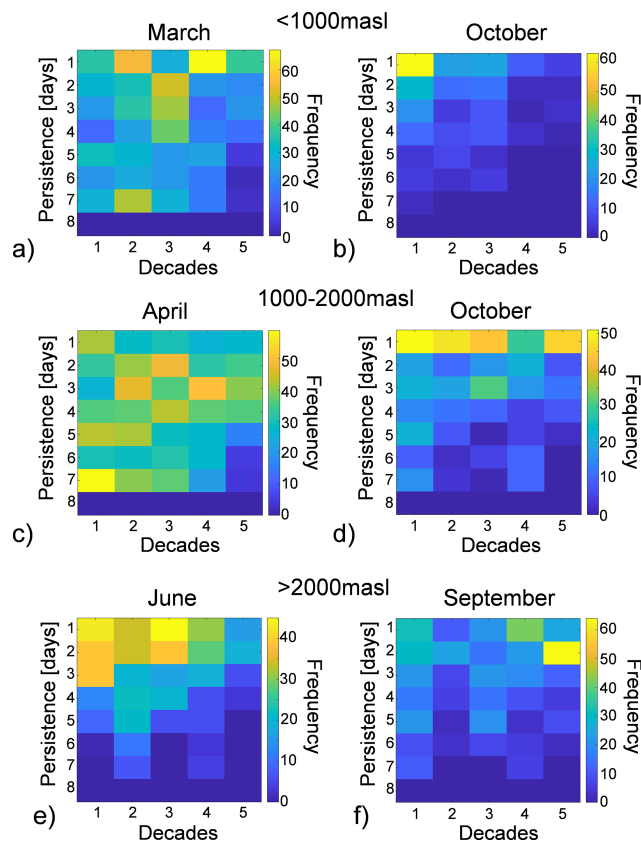 <1000masl
March
October
Persistence [days]
1
2
3
4
5
6
7
8
1 2 3 4 5
Decades
60
50
40
30
20
10
0
Frequency
a)
Persistence [days]
1
2
3
4
5
6
7
8
1 2 3 4 5
Decades
60
50
40
30
20
10
0
Frequency
b)
1000-2000masl
April
October
Persistence [days]
1
2
3
4
5
6
7
8
1 2 3 4 5
Decades
50
40
30
20
10
0
Frequency
c)
Persistence [days]
1
2
3
4
5
6
7
8
1 2 3 4 5
Decades
50
40
30
20
10
0
Frequency
d)
>2000masl
June
September
Persistence [days]
1
2
3
4
5
6
7
8
1 2 3 4 5
Decades
40
30
20
10
0
Frequency
e)
Persistence [days]
1
2
3
4
5
6
7
8
1 2 3 4 5
Decades
60
50
40
30
20
10
0
Frequency
f)